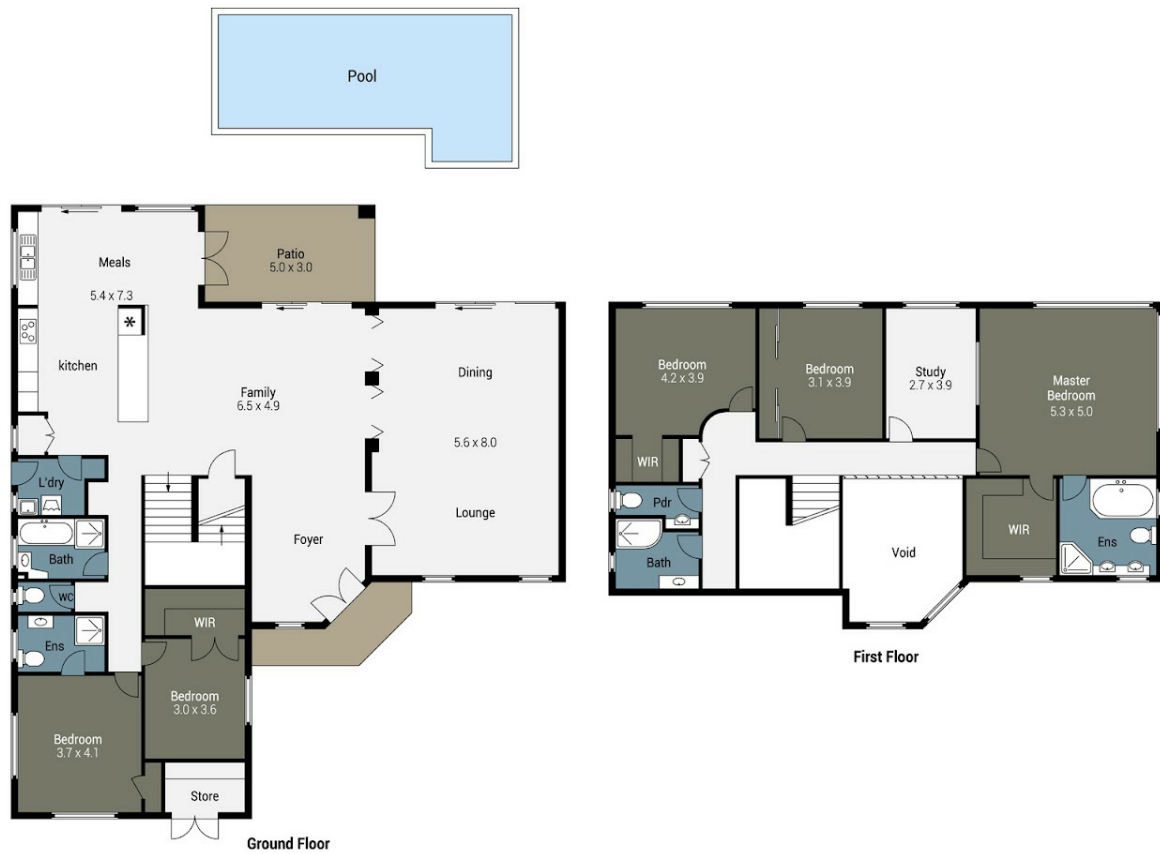 Pool
Patio
5.0 x 3.0
Meals
5.4 x 7.3
*
kitchen
Family
6.5 x 4.9
Dining
5.6 x 8.0
Lounge
L'dry
Bath
WC
Ens
Foyer
WIR
Bedroom
3.0 x 3.6
Bedroom
3.7 x 4.1
Store
Ground Floor
Bedroom
4.2 x 3.9
Bedroom
3.1 x 3.9
Study
2.7 x 3.9
Master
Bedroom
5.3 x 5.0
WIR
Pdr
Bath
Void
WIR
Ens
First Floor